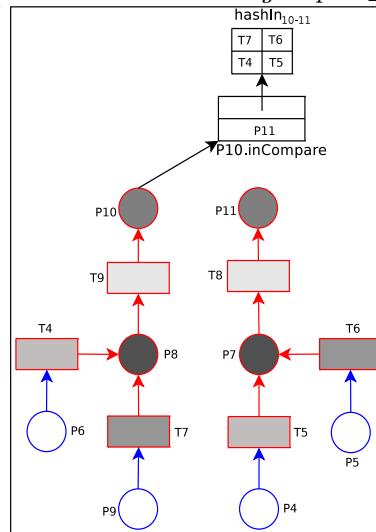 hashIn10-11
T7 T6
T4 T5
P11
P10.inCompare
P10 P11
T9 T8
T4 T6
P8 P7
P6 T7 T5 P5
P9 P4